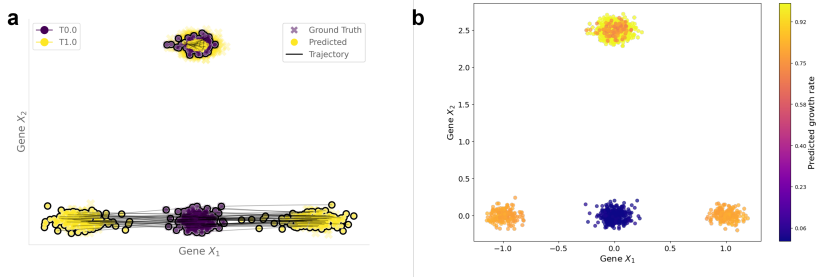 a
T0.0
T1.0
Ground Truth
Predicted
Trajectory
Gene X₂
Gene X₁
b
2.5
2.0
1.5
1.0
0.5
0.0
Gene X₂
−1.0 −0.5 0.0 0.5 1.0
Gene X₁
0.92
0.75
0.58
0.40
0.23
0.06
Predicted growth rate